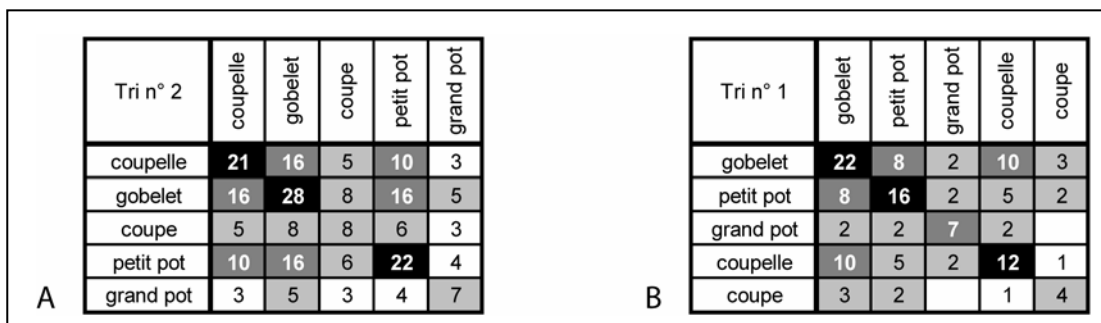 Tri n° 2 coupelle gobelet coupe petit pot grand pot
coupelle 21 16 5 10 3
gobelet 16 28 8 16 5
coupe 5 8 8 6 3
petit pot 10 16 6 22 4
grand pot 3 5 3 4 7
A
Tri n° 1 gobelet petit pot grand pot coupelle coupe
gobelet 22 8 2 10 3
petit pot 8 16 2 5 2
grand pot 2 2 7 2
coupelle 10 5 2 12 1
coupe 3 2 1 4
B